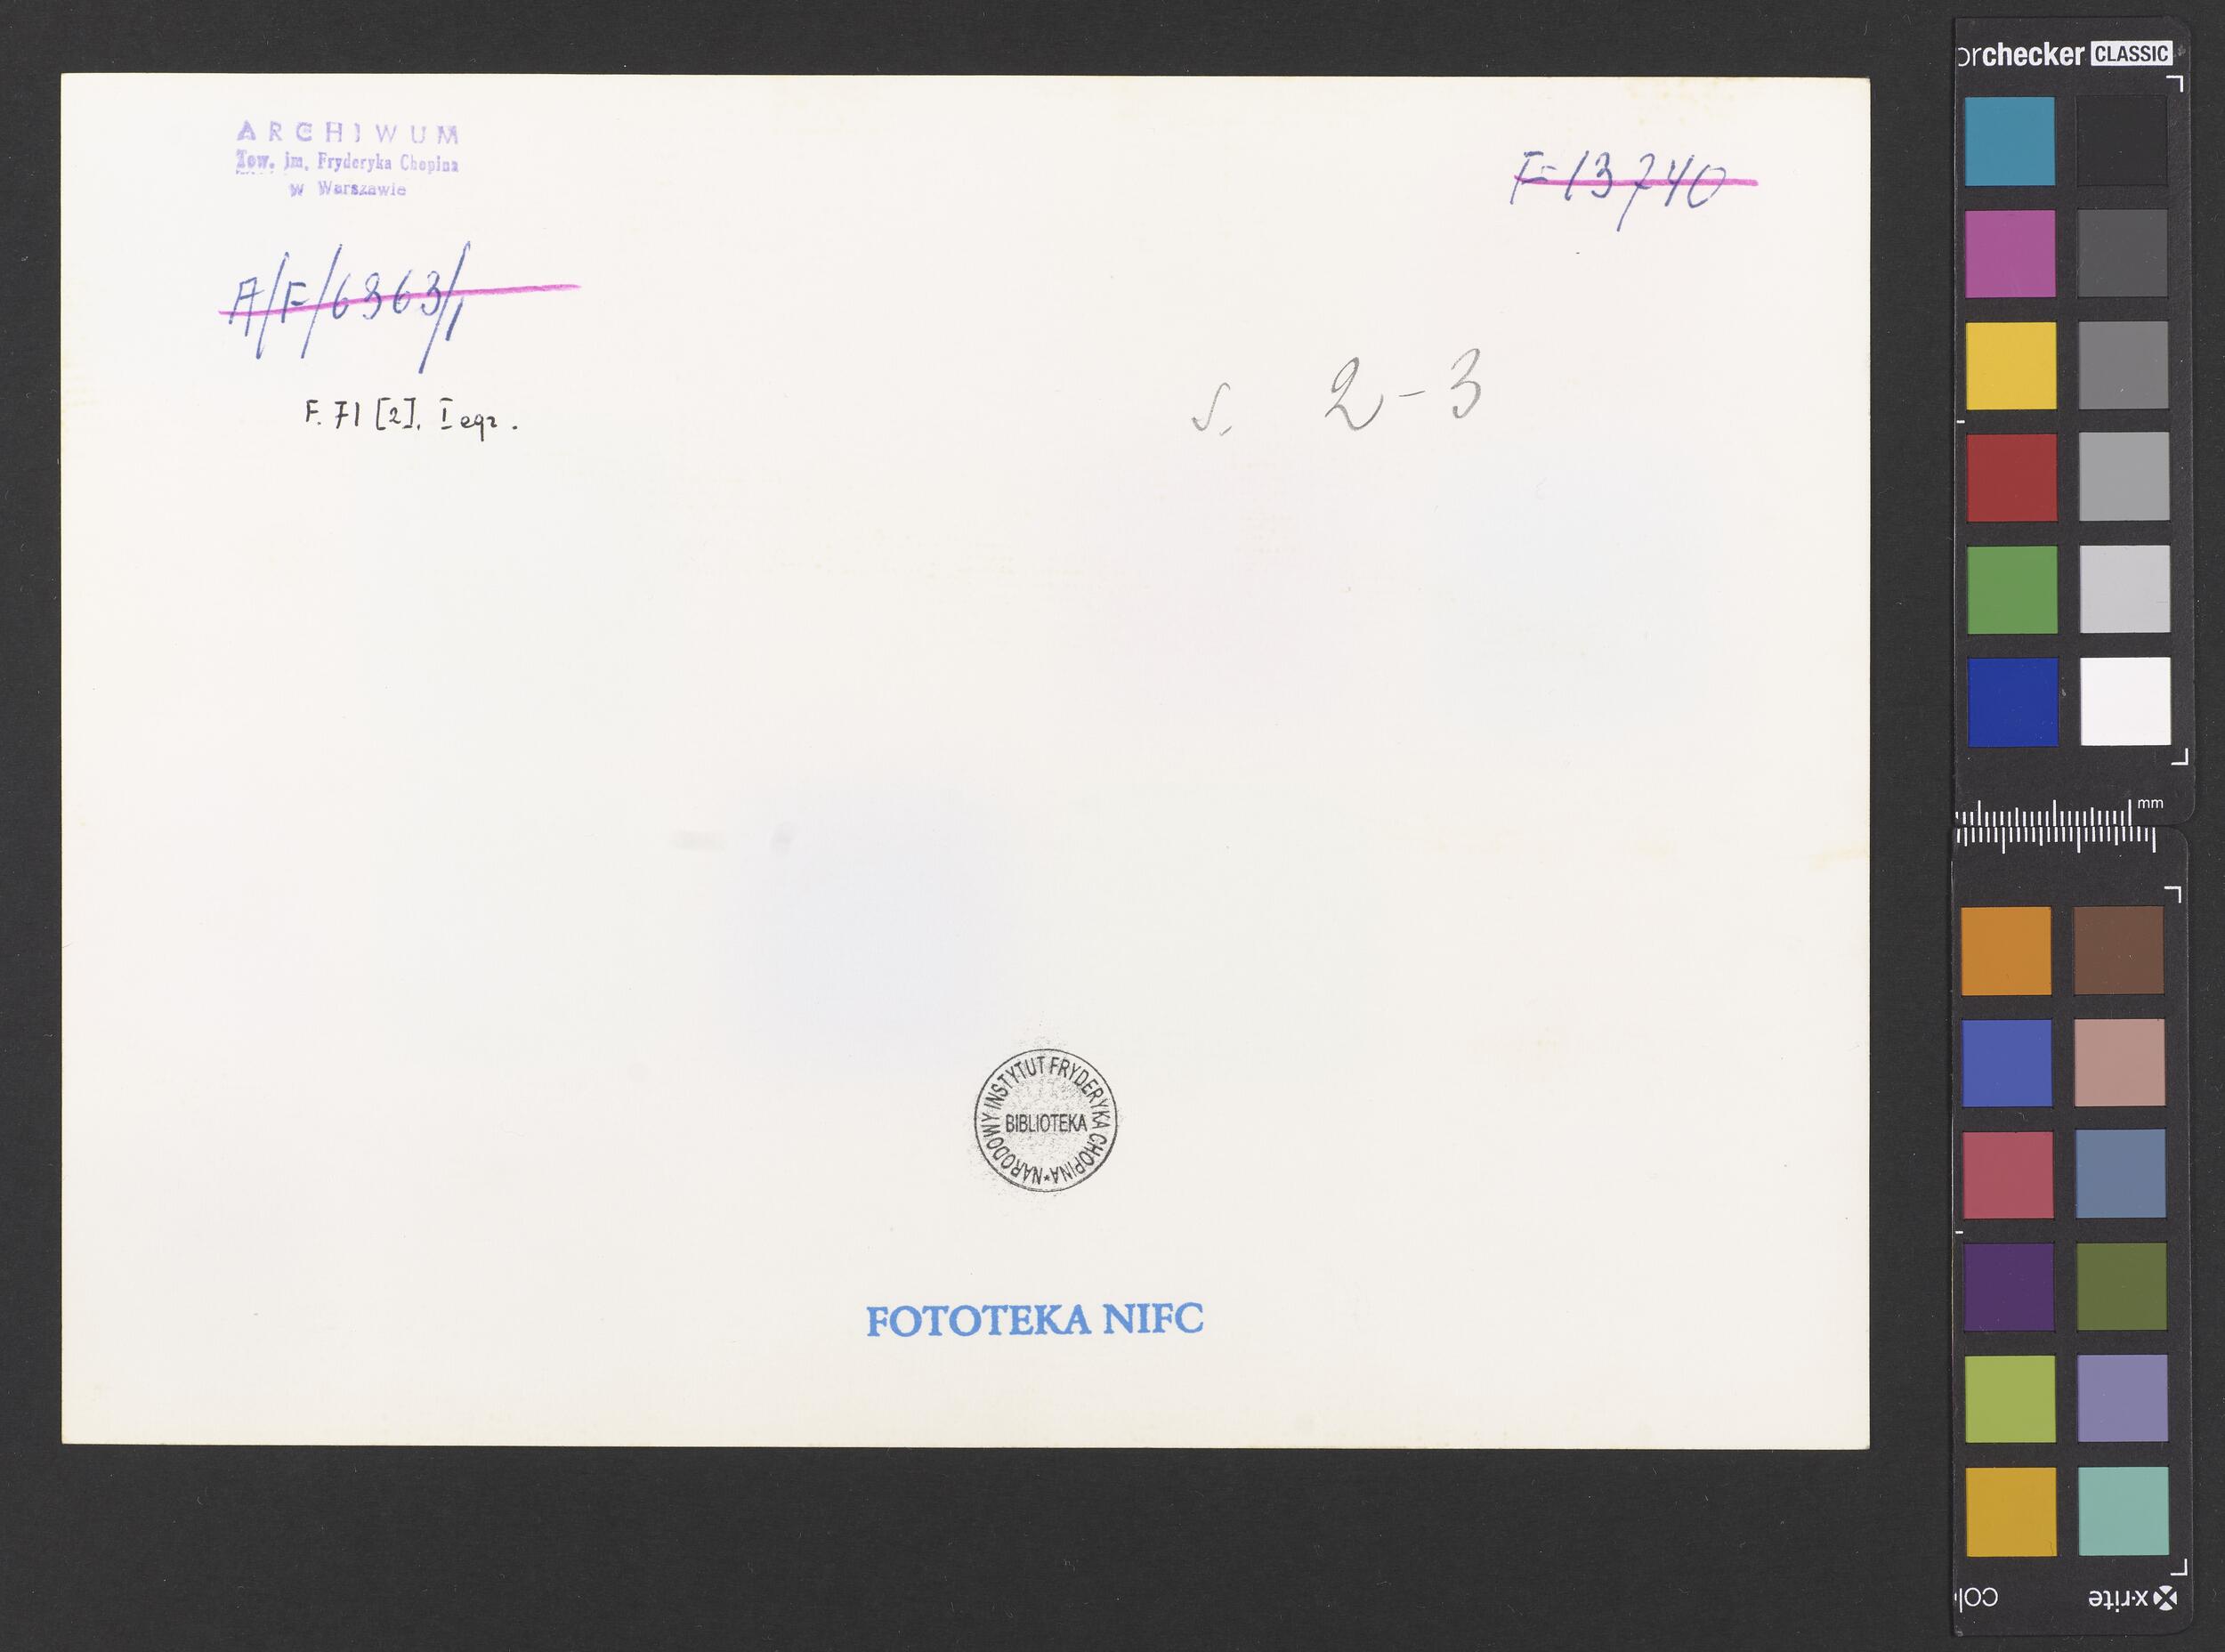 ARCHIWUM
Tow. im. Fryderyka Chopina
w Warszawie
F-13740
A/F/6363/1
F. 71 [2], I egz.
s. 2-3
NARODOWY INSTYTUT FRYDERYKA CHOPINA *
BIBLIOTEKA
FOTOTEKA NIFC
orchecker CLASSIC
mm
x-rite
col